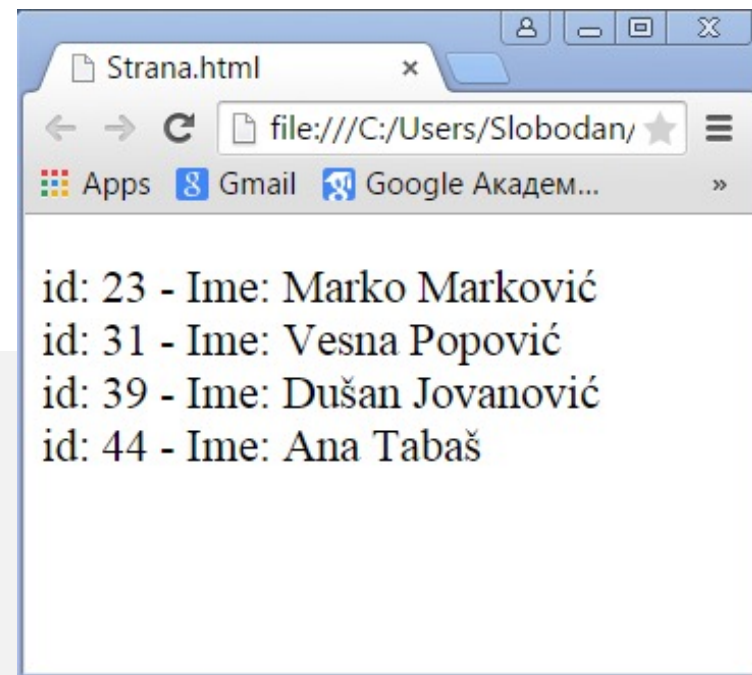 Strana.html
file:///C:/Users/Slobodan/
Apps Gmail Google Академ... »
id: 23 - Ime: Marko Marković
id: 31 - Ime: Vesna Popović
id: 39 - Ime: Dušan Jovanović
id: 44 - Ime: Ana Tabaš